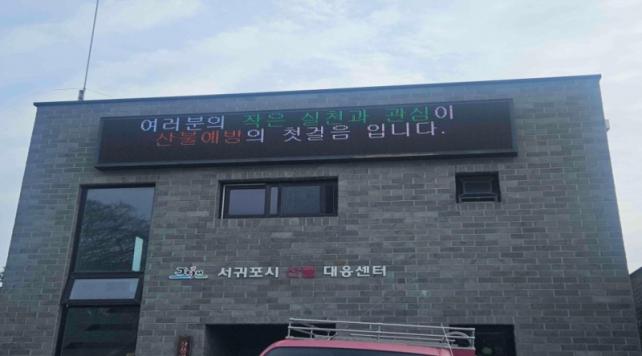 여러분의 작은 실천과 관심이
산불예방의 첫걸음 입니다.
서귀포시 산불 대응센터